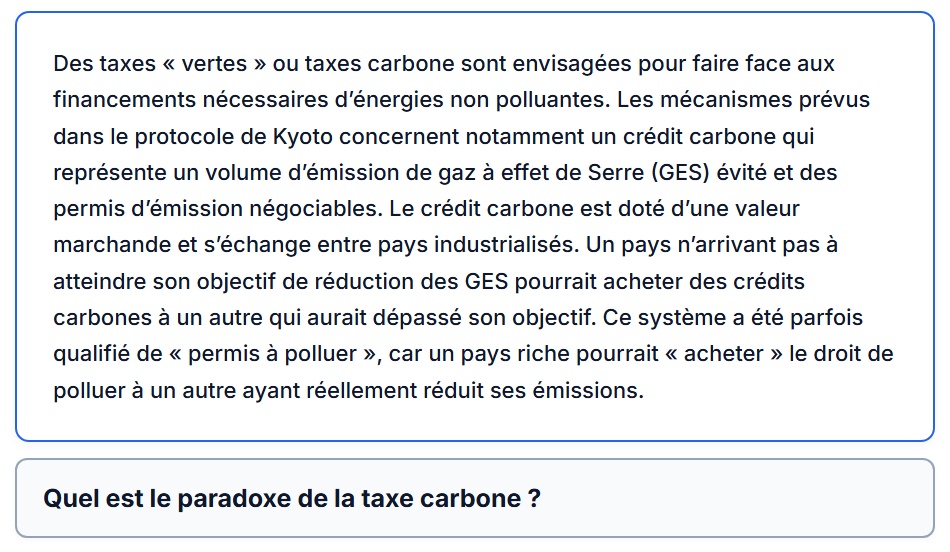 Des taxes « vertes » ou taxes carbone sont envisagées pour faire face aux
financements nécessaires d’énergies non polluantes. Les mécanismes prévus
dans le protocole de Kyoto concernent notamment un crédit carbone qui
représente un volume d’émission de gaz à effet de Serre (GES) évité et des
permis d’émission négociables. Le crédit carbone est doté d’une valeur
marchande et s’échange entre pays industrialisés. Un pays n’arrivant pas à
atteindre son objectif de réduction des GES pourrait acheter des crédits
carbones à un autre qui aurait dépassé son objectif. Ce système a été parfois
qualifié de « permis à polluer », car un pays riche pourrait « acheter » le droit de
polluer à un autre ayant réellement réduit ses émissions.
Quel est le paradoxe de la taxe carbone ?